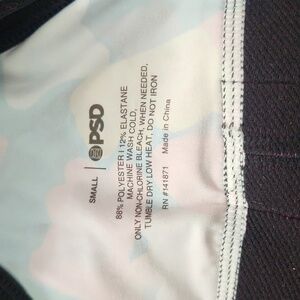 PSD
SMALL
88% POLYESTER | 12% ELASTANE
MACHINE WASH COLD,
ONLY NON-CHLORINE BLEACH, WHEN NEEDED,
TUMBLE DRY LOW HEAT, DO NOT IRON
RN #141871 Made in China